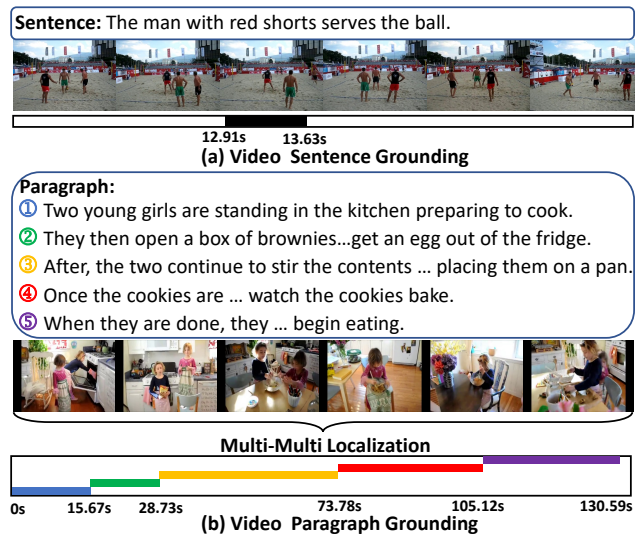 Sentence: The man with red shorts serves the ball.
12.91s 13.63s
(a) Video Sentence Grounding
Paragraph:
① Two young girls are standing in the kitchen preparing to cook.
② They then open a box of brownies…get an egg out of the fridge.
③ After, the two continue to stir the contents … placing them on a pan.
④ Once the cookies are … watch the cookies bake.
⑤ When they are done, they … begin eating.
Multi-Multi Localization
0s 15.67s 28.73s 73.78s 105.12s 130.59s
(b) Video Paragraph Grounding